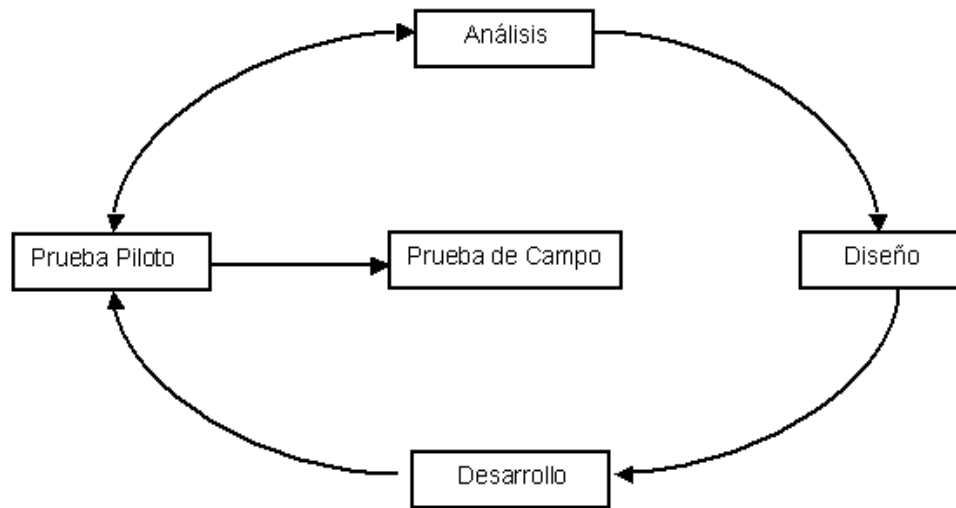 Análisis
Prueba Piloto
Prueba de Campo
Diseño
Desarrollo